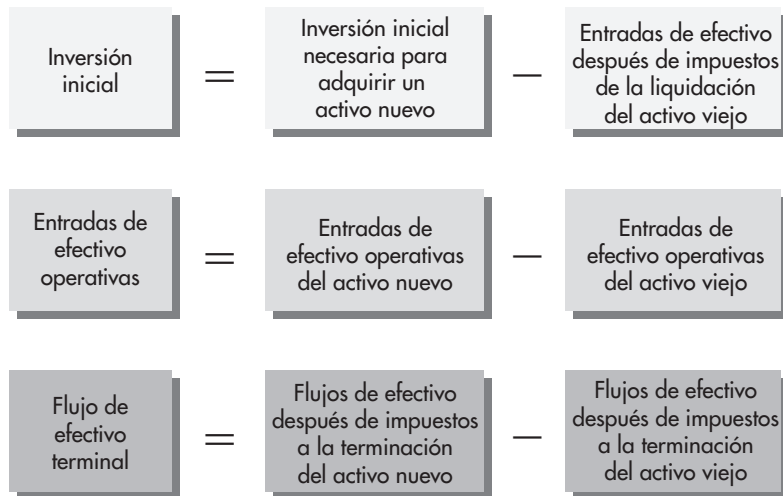 Inversión
inicial
=
Inversión inicial
necesaria para
adquirir un
activo nuevo
–
Entradas de efectivo
después de impuestos
de la liquidación
del activo viejo
Entradas de
efectivo
operativas
=
Entradas de
efectivo operativas
del activo nuevo
–
Entradas de
efectivo operativas
del activo viejo
Flujo de
efectivo
terminal
=
Flujos de efectivo
después de impuestos
a la terminación
del activo nuevo
–
Flujos de efectivo
después de impuestos
a la terminación
del activo viejo